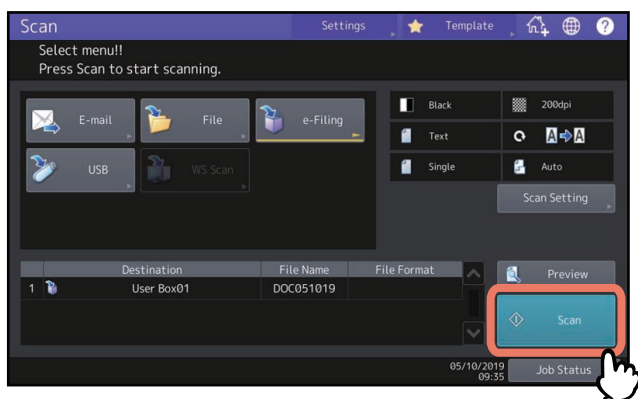 Scan Settings Template ?
Select menu!!
Press Scan to start scanning.
E-mail File e-Filing
USB WS Scan
Black 200dpi
Text A A
Single Auto
Scan Setting
Destination File Name File Format
1 User Box01 DOC051019
Preview
Scan
05/10/2019
09:35
Job Status